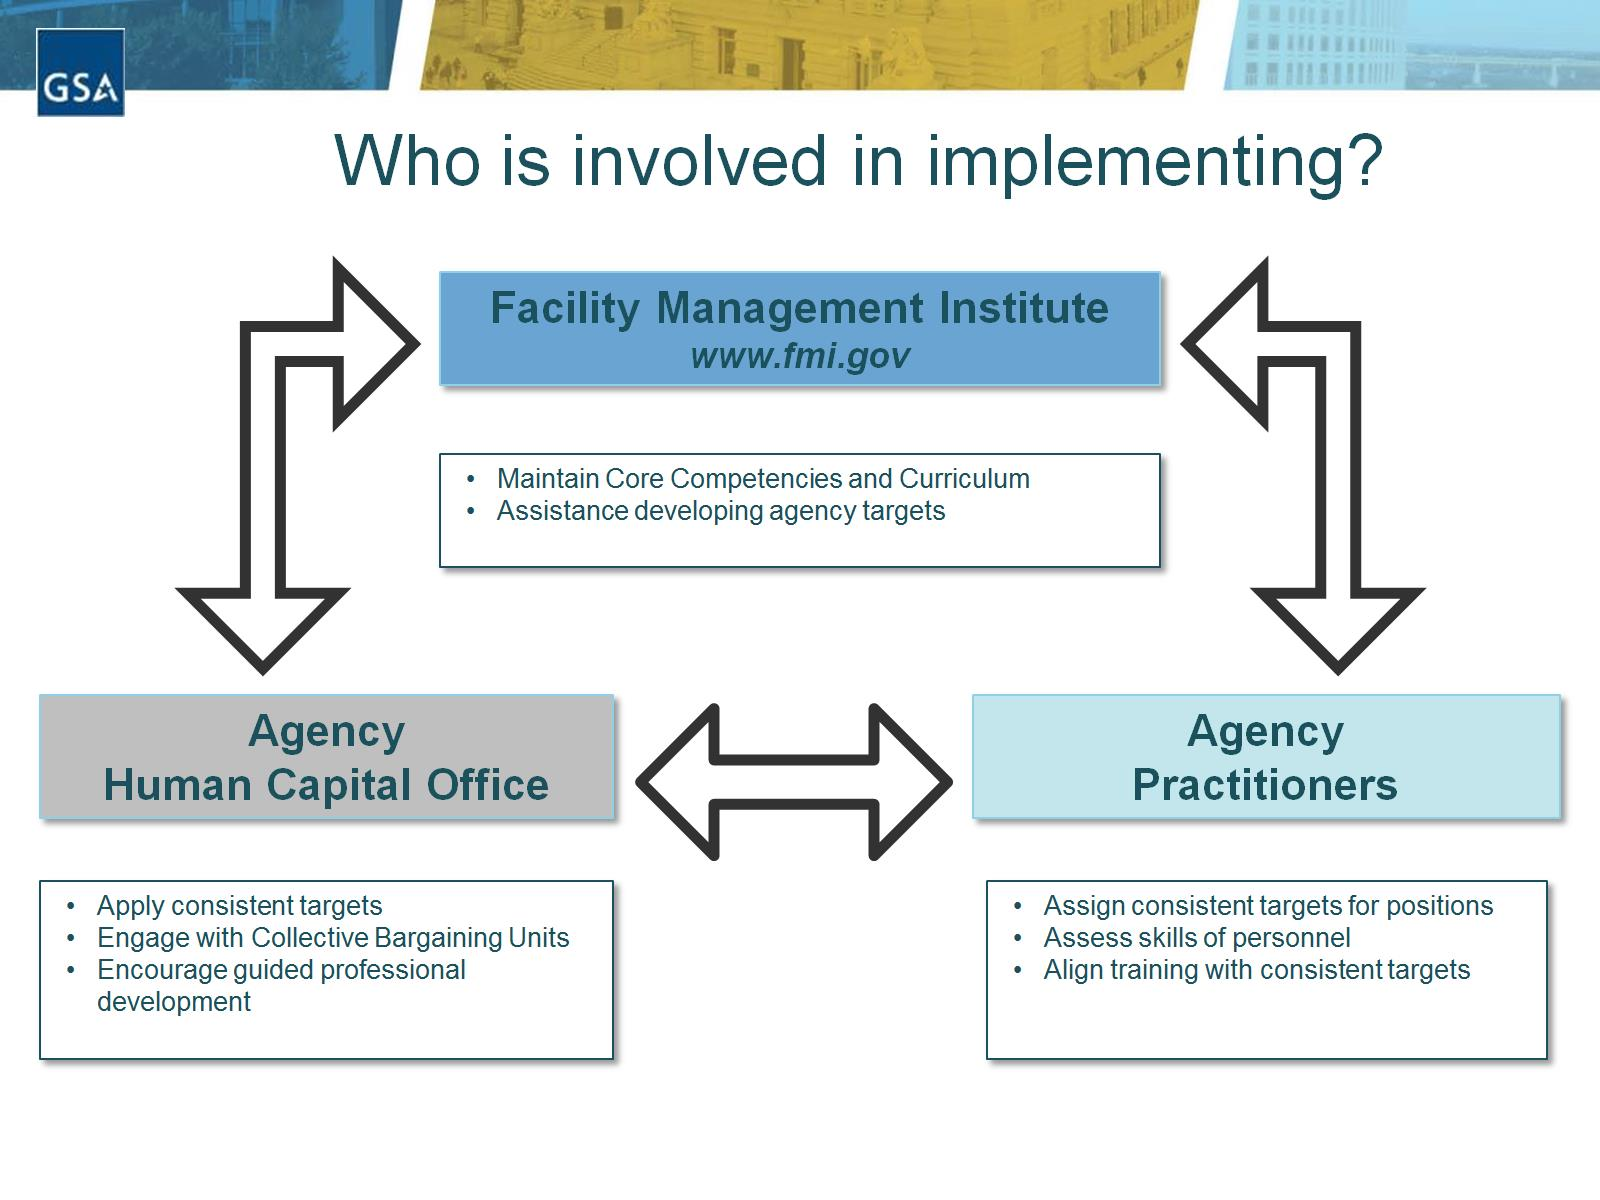 GSA
Who is involved in implementing?
Facility Management Institute
www.fmi.gov
• Maintain Core Competencies and Curriculum
• Assistance developing agency targets
Agency
Human Capital Office
Agency
Practitioners
• Apply consistent targets
• Engage with Collective Bargaining Units
• Encourage guided professional
development
• Assign consistent targets for positions
• Assess skills of personnel
• Align training with consistent targets